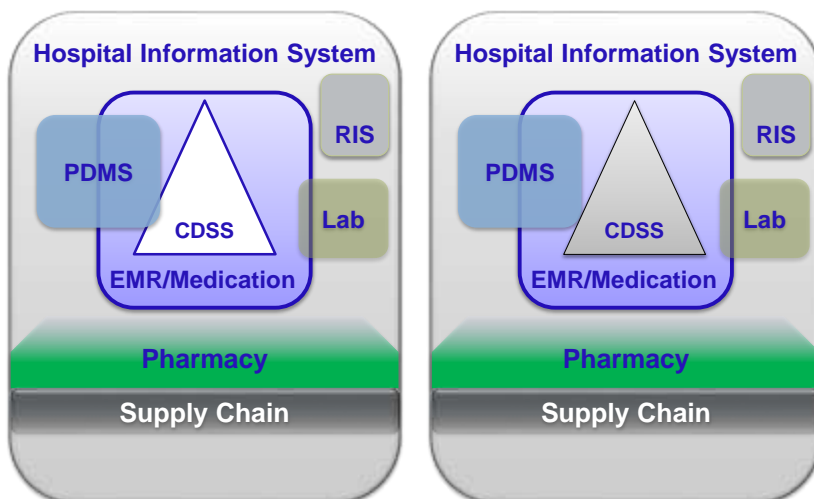 Hospital Information System
RIS
PDMS
Lab
CDSS
EMR/Medication
Pharmacy
Supply Chain
Hospital Information System
RIS
PDMS
Lab
CDSS
EMR/Medication
Pharmacy
Supply Chain